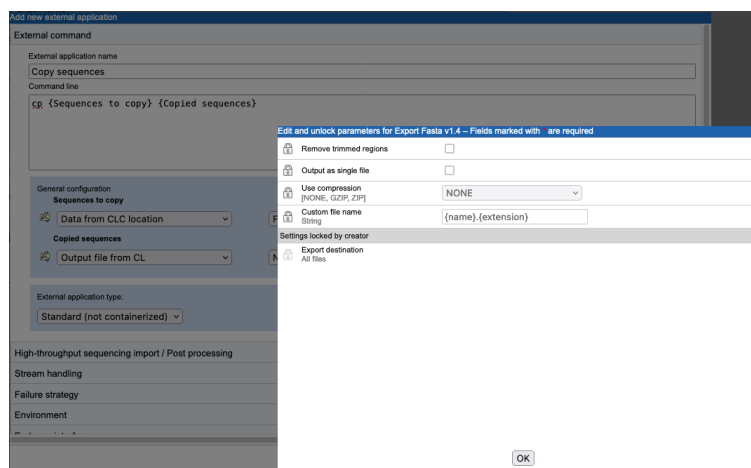 Add new external application
External command
External application name
Copy sequences
Command line
cp {Sequences to copy} {Copied sequences}
Edit and unlock parameters for Export Fasta v1.4 – Fields marked with * are required
Remove trimmed regions
Output as single file
Use compression
[NONE, GZIP, ZIP]
NONE
Custom file name
String
{name}.{extension}
Settings locked by creator
Export destination
All files
OK
General configuration
Sequences to copy
Data from CLC location
F
Copied sequences
Output file from CL
N
External application type:
Standard (not containerized)
High-throughput sequencing import / Post processing
Stream handling
Failure strategy
Environment